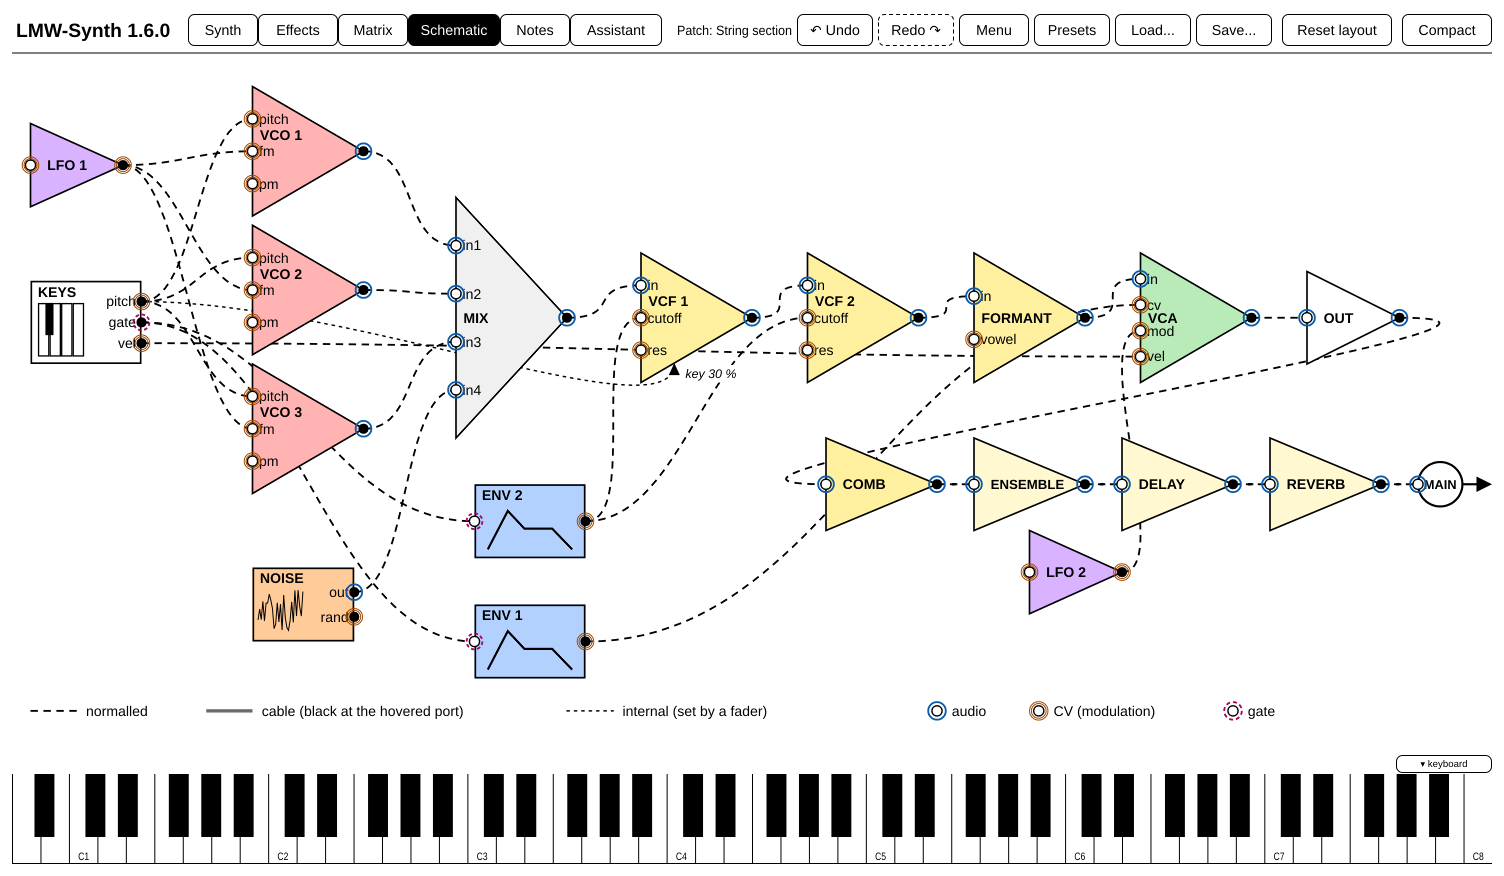 LMW-Synth 1.6.0
Synth
Effects
Matrix
Schematic
Notes
Assistant
Patch: String section
↶ Undo
Redo ↷
Menu
Presets
Load...
Save...
Reset layout
Compact
LFO 1
pitch
VCO 1
fm
pm
KEYS
pitch
gate
vel
pitch
VCO 2
fm
pm
pitch
VCO 3
fm
pm
in1
in2
MIX
in3
in4
in
VCF 1
cutoff
res
key 30 %
in
VCF 2
cutoff
res
in
FORMANT
vowel
in
cv
VCA
mod
vel
OUT
COMB
ENSEMBLE
DELAY
REVERB
MAIN
LFO 2
ENV 2
ENV 1
NOISE
out
rand
normalled
cable (black at the hovered port)
internal (set by a fader)
audio
CV (modulation)
gate
▾ keyboard
C1
C2
C3
C4
C5
C6
C7
C8